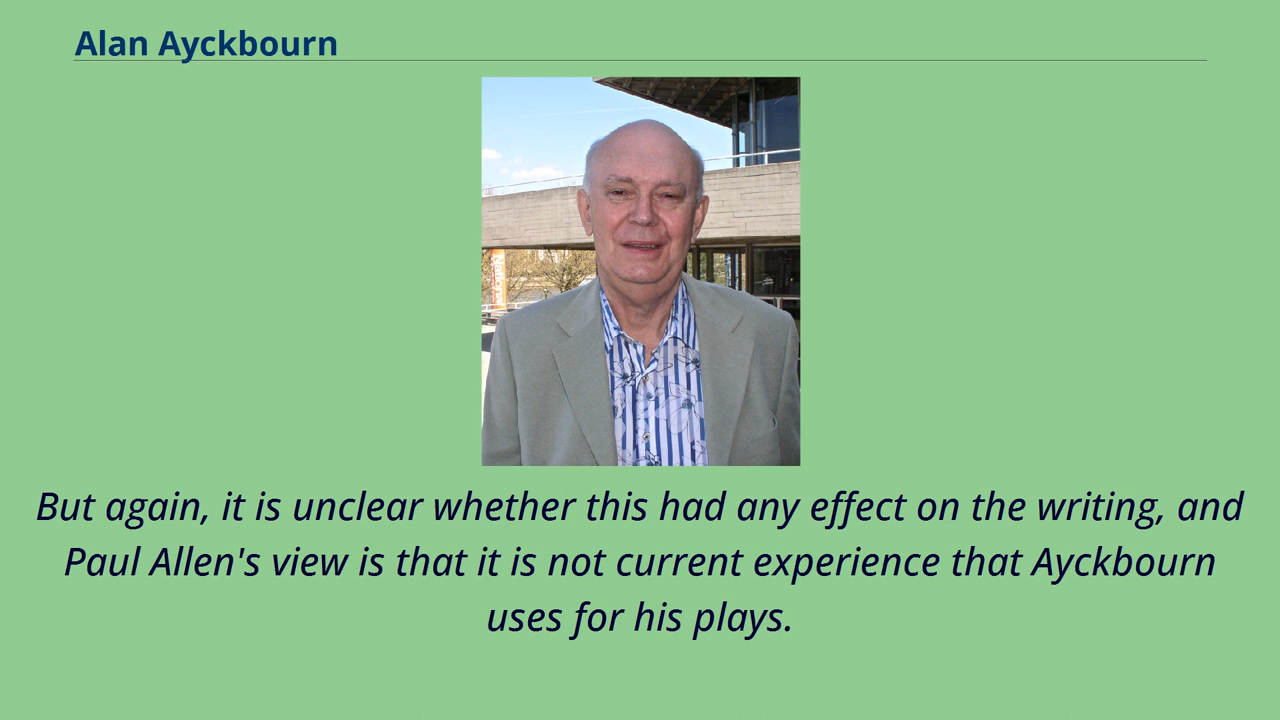 Alan Ayckbourn
But again, it is unclear whether this had any effect on the writing, and
Paul Allen's view is that it is not current experience that Ayckbourn
uses for his plays.